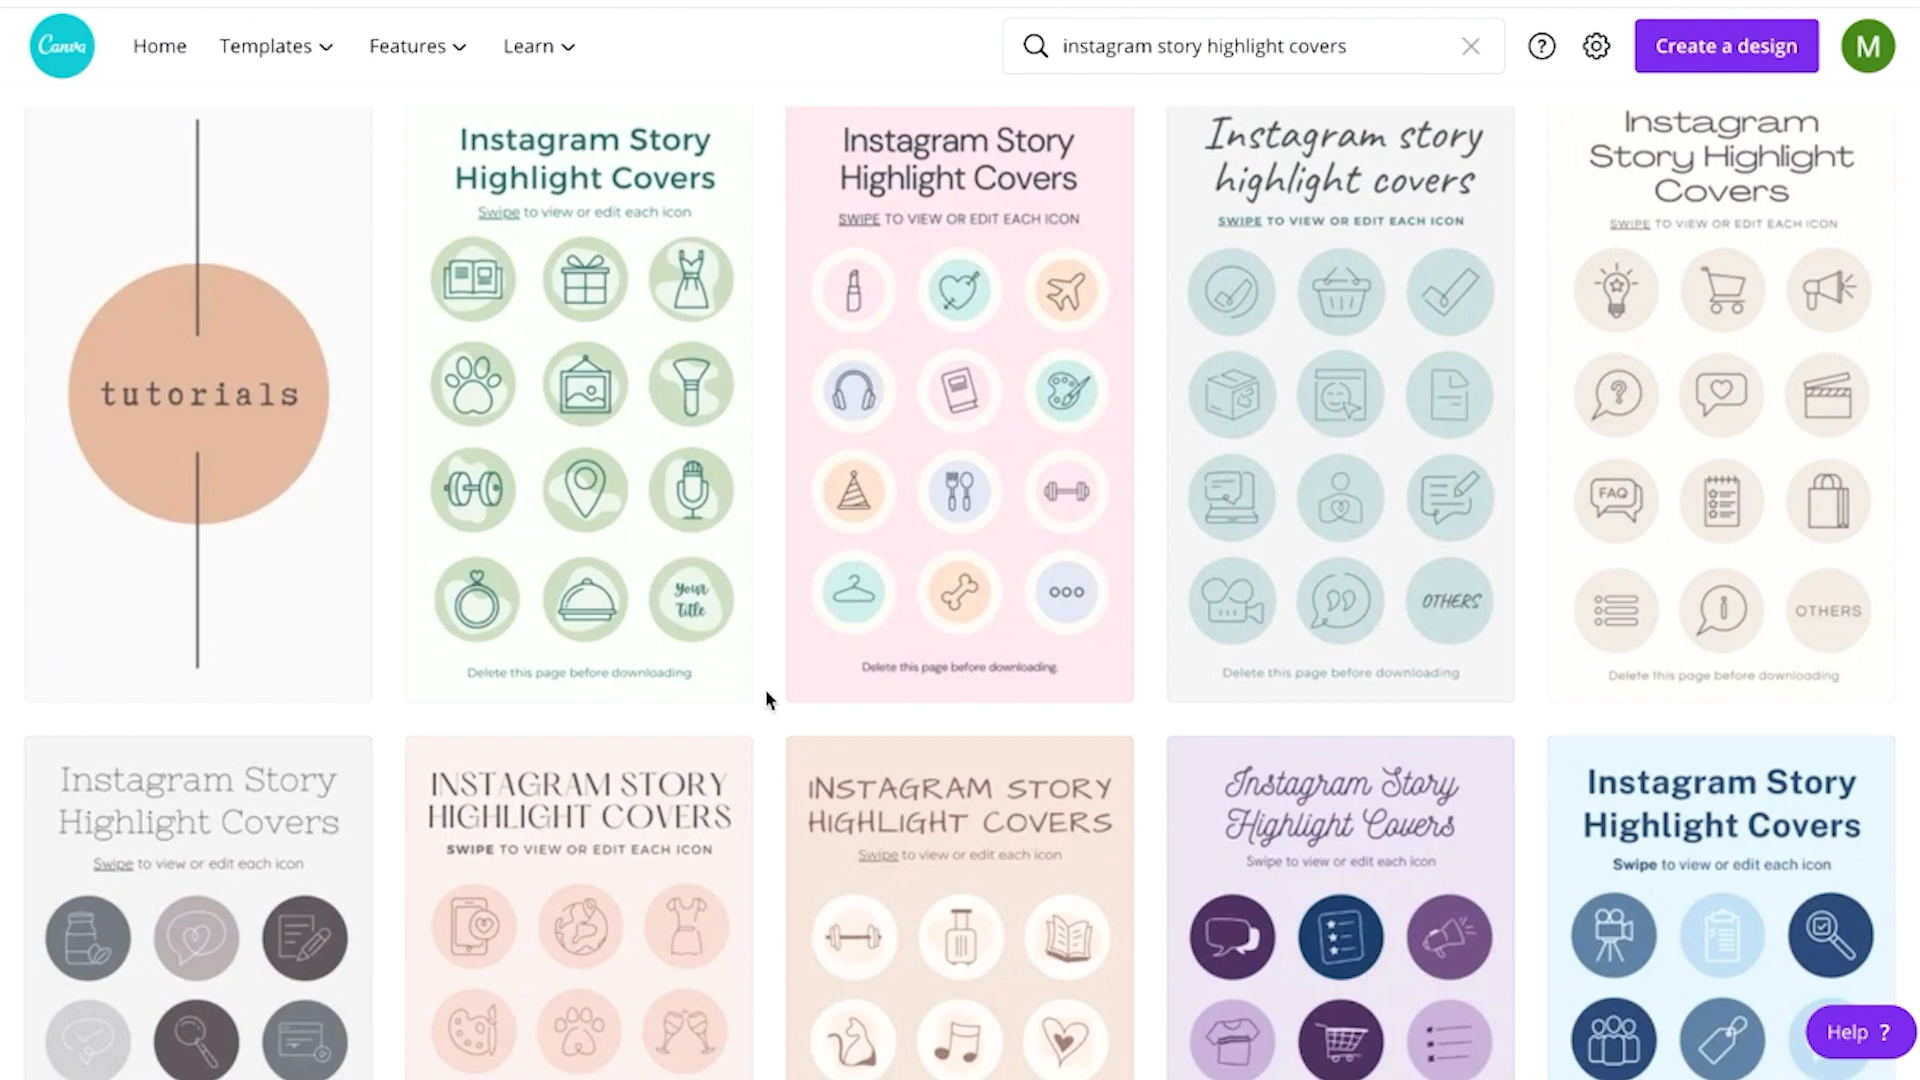 Canva
Home
Templates
Features
Learn
instagram story highlight covers
Create a design
M
tutorials
Instagram Story
Highlight Covers
Swipe to view or edit each icon
Your
Title
Delete this page before downloading
Instagram Story
Highlight Covers
SWIPE TO VIEW OR EDIT EACH ICON
Delete this page before downloading.
Instagram story
highlight covers
SWIPE TO VIEW OR EDIT EACH ICON
OTHERS
Delete this page before downloading
Instagram
Story Highlight
Covers
SWIPE TO VIEW OR EDIT EACH ICON
FAQ
OTHERS
Delete this page before downloading
Instagram Story
Highlight Covers
Swipe to view or edit each icon
INSTAGRAM STORY
HIGHLIGHT COVERS
SWIPE TO VIEW OR EDIT EACH ICON
INSTAGRAM STORY
HIGHLIGHT COVERS
Swipe to view or edit each icon
Instagram Story
Highlight Covers
Swipe to view or edit each icon
Instagram Story
Highlight Covers
Swipe to view or edit each icon
Help ?